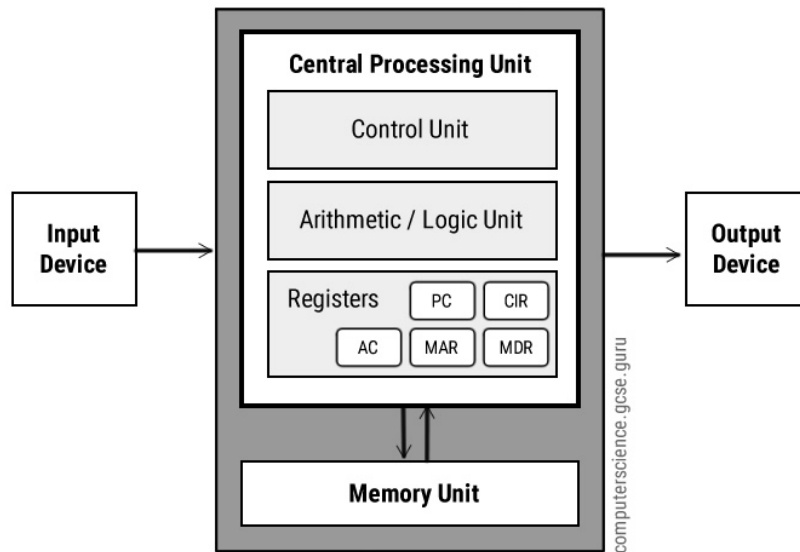 Central Processing Unit
Control Unit
Arithmetic / Logic Unit
Registers
PC
CIR
AC
MAR
MDR
Input
Device
Output
Device
Memory Unit
computerscience.gcse.guru